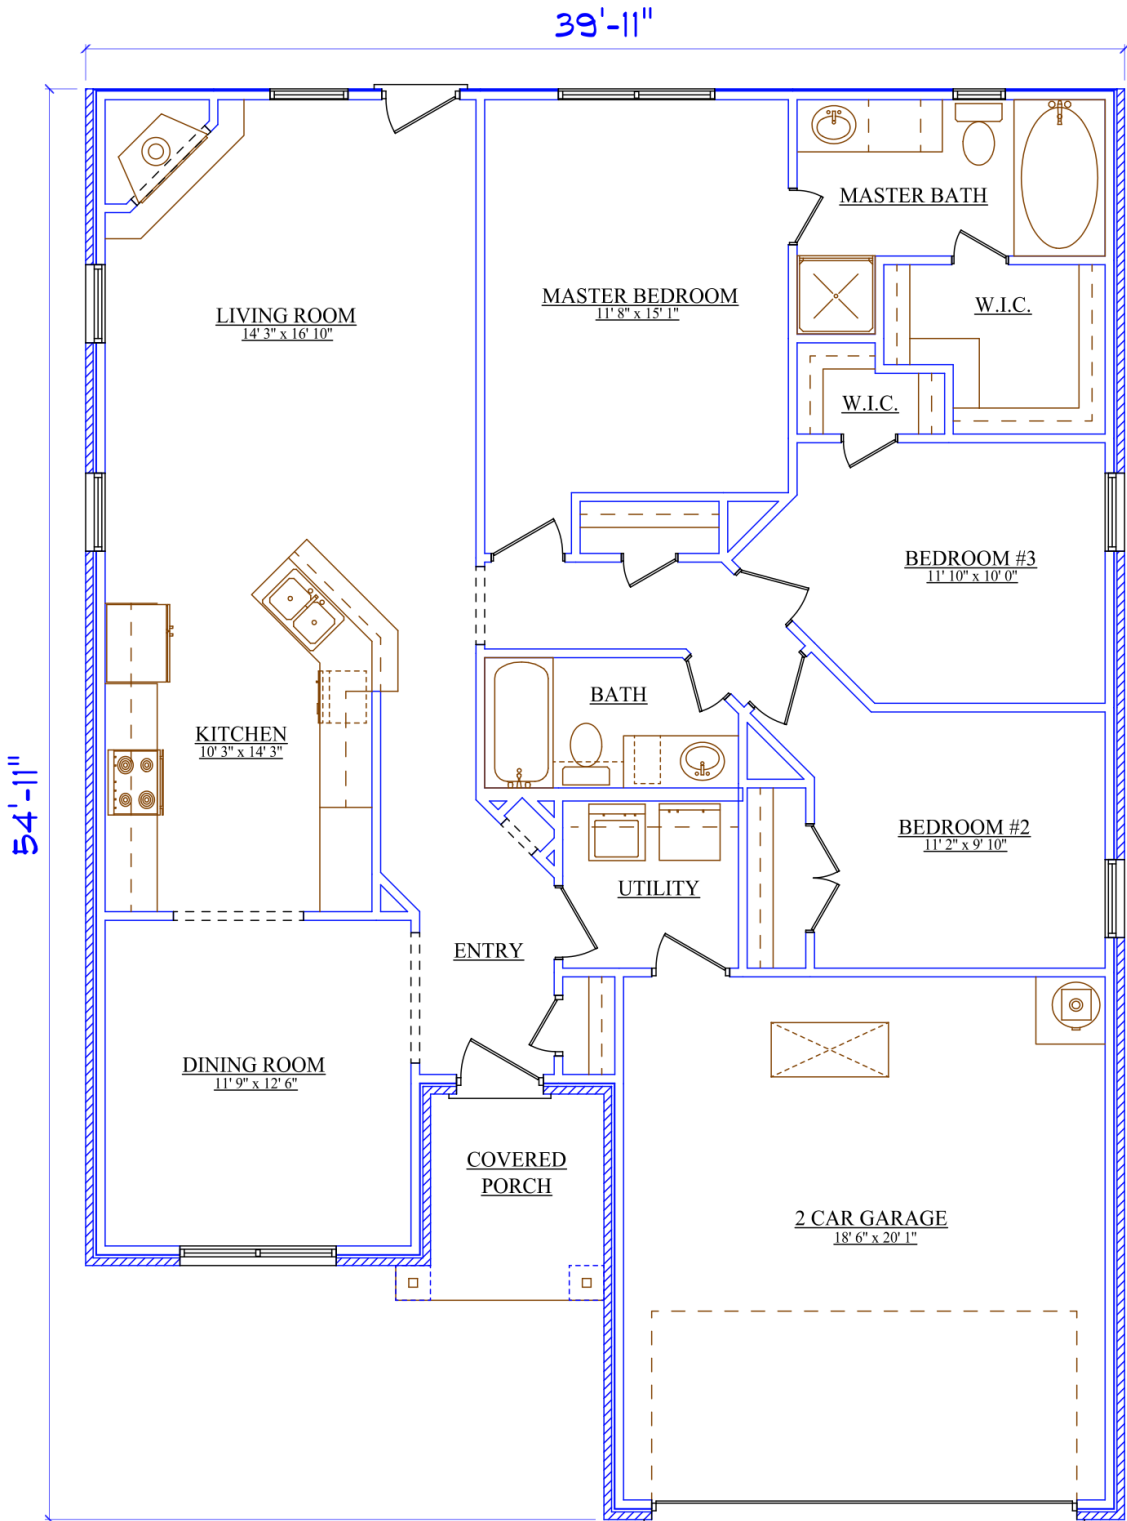 39'-11"
MASTER BATH
MASTER BEDROOM
11' 8" x 15' 1"
W.I.C.
LIVING ROOM
14' 3" x 16' 10"
W.I.C.
BEDROOM #3
11' 10" x 10' 0"
BATH
KITCHEN
10' 3" x 14' 3"
54'-11"
BEDROOM #2
11' 2" x 9' 10"
UTILITY
ENTRY
DINING ROOM
11' 9" x 12' 6"
COVERED
PORCH
2 CAR GARAGE
18' 6" x 20' 1"